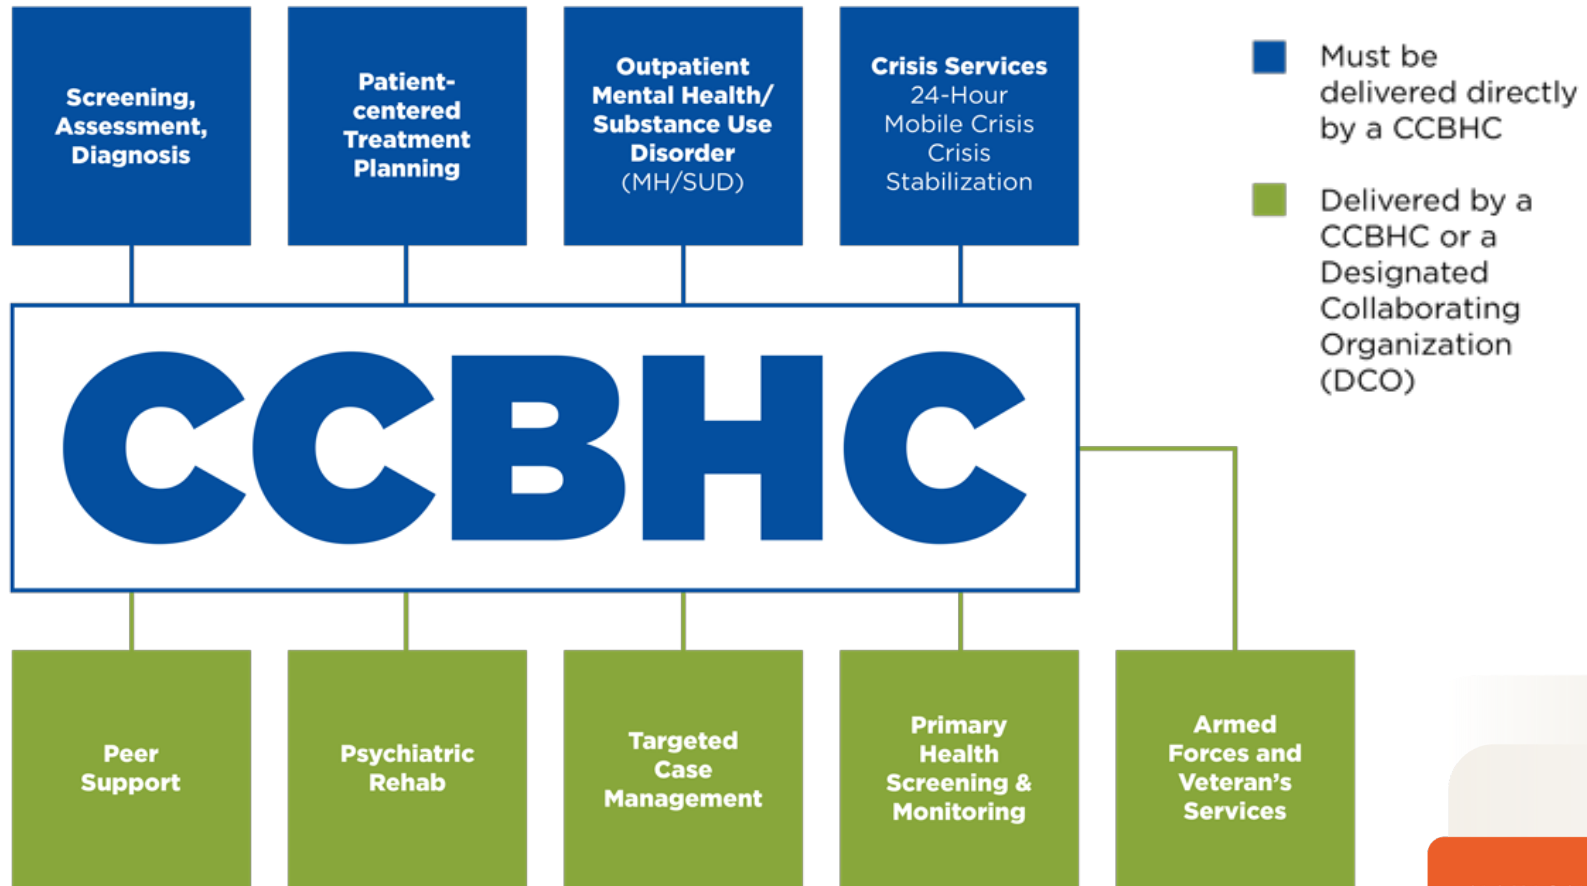 Screening,
Assessment,
Diagnosis
Patient-
centered
Treatment
Planning
Outpatient
Mental Health/
Substance Use
Disorder
(MH/SUD)
Crisis Services
24-Hour
Mobile Crisis
Crisis
Stabilization
Must be
delivered directly
by a CCBHC
Delivered by a
CCBHC or a
Designated
Collaborating
Organization
(DCO)
CCBHC
Peer
Support
Psychiatric
Rehab
Targeted
Case
Management
Primary
Health
Screening &
Monitoring
Armed
Forces and
Veteran's
Services